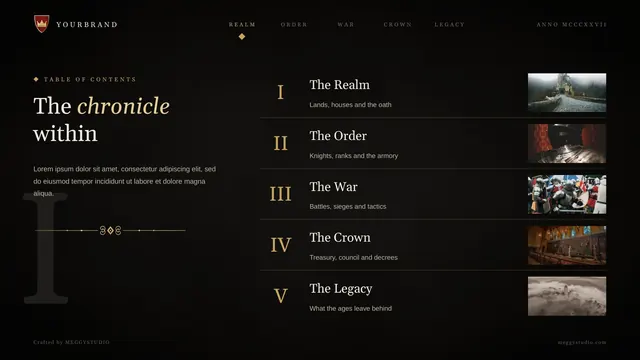 YOURBRAND
REALM ORDER WAR CROWN LEGACY
ANNO MCCCXXVII
TABLE OF CONTENTS
The chronicle
within
Lorem ipsum dolor sit amet, consectetur adipiscing elit, sed
do eiusmod tempor incididunt ut labore et dolore magna
aliqua.
I
I
The Realm
Lands, houses and the oath
II
The Order
Knights, ranks and the armory
III
The War
Battles, sieges and tactics
IV
The Crown
Treasury, council and decrees
V
The Legacy
What the ages leave behind
Crafted by MEGGYSTUDIO
meggystudio.com